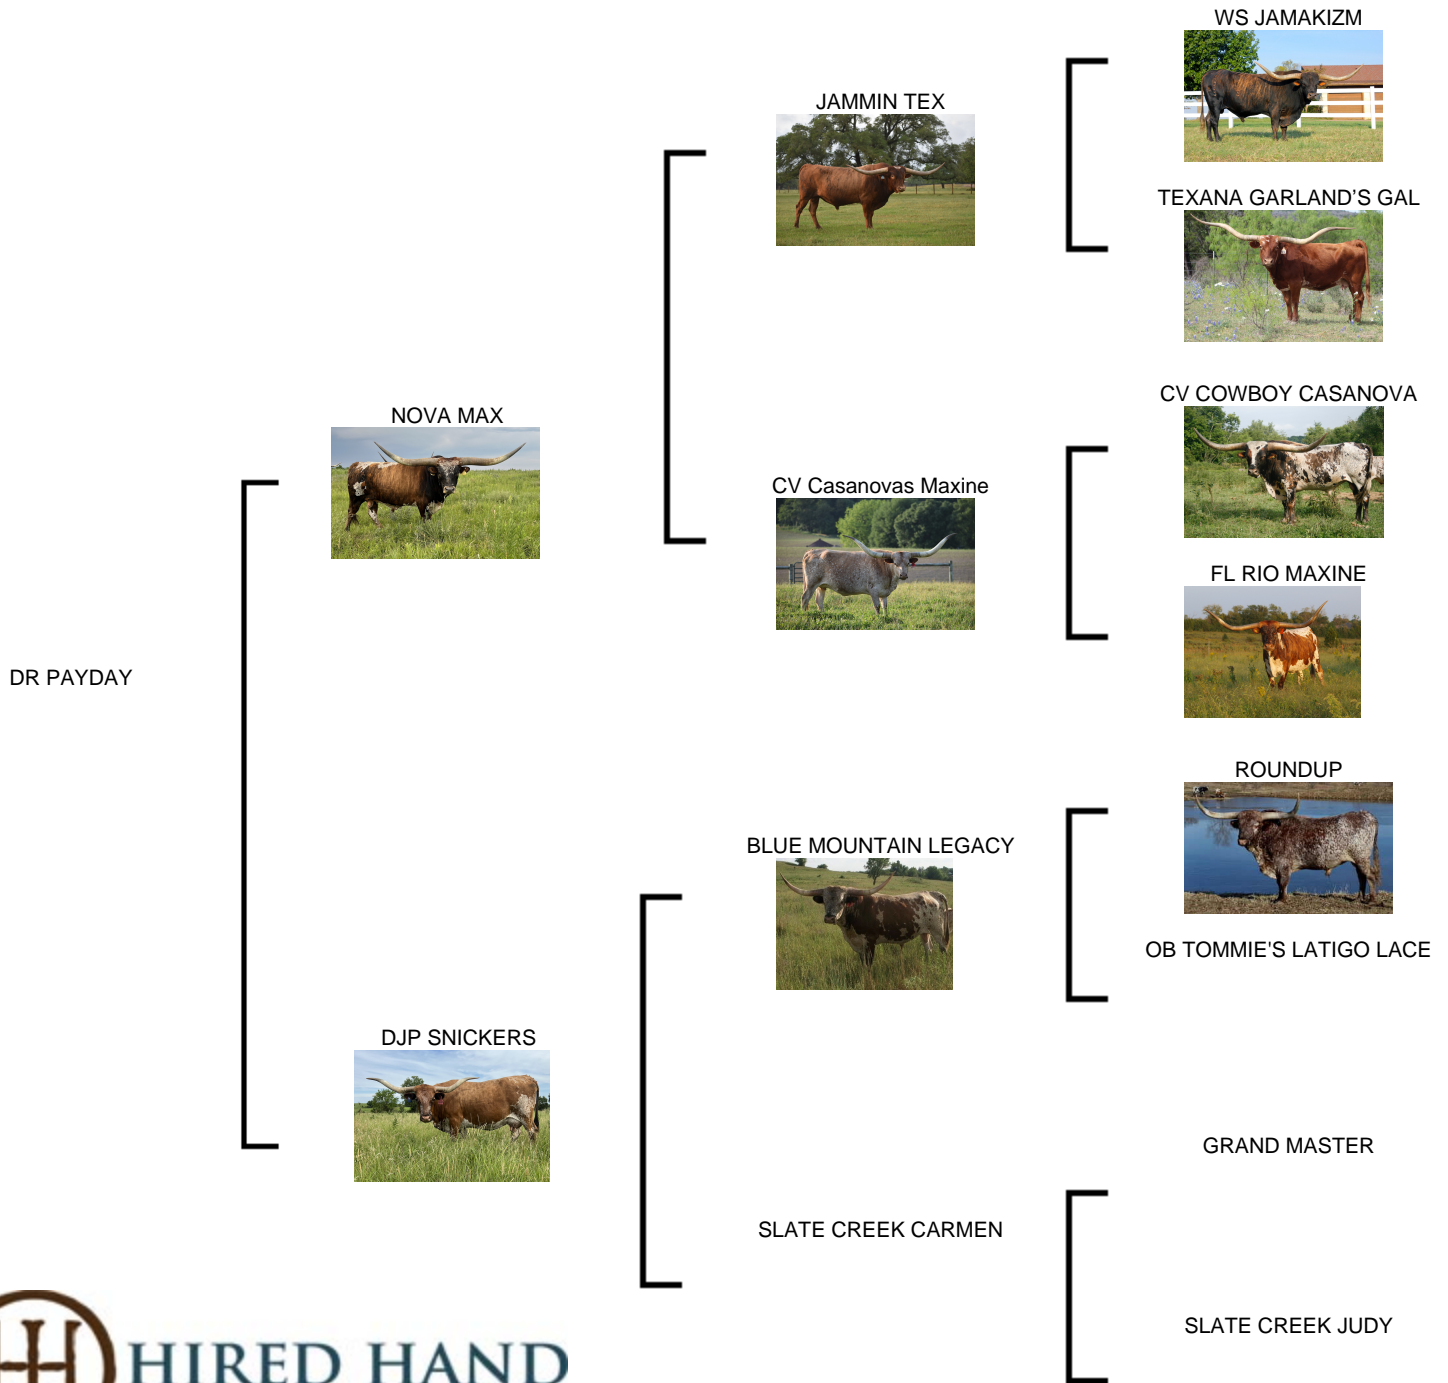 WS JAMAKIZM
JAMMIN TEX
TEXANA GARLAND'S GAL
CV COWBOY CASANOVA
NOVA MAX
CV Casanovas Maxine
FL RIO MAXINE
DR PAYDAY
ROUNDUP
BLUE MOUNTAIN LEGACY
OB TOMMIE'S LATIGO LACE
DJP SNICKERS
GRAND MASTER
SLATE CREEK CARMEN
SLATE CREEK JUDY
HIRED HAND